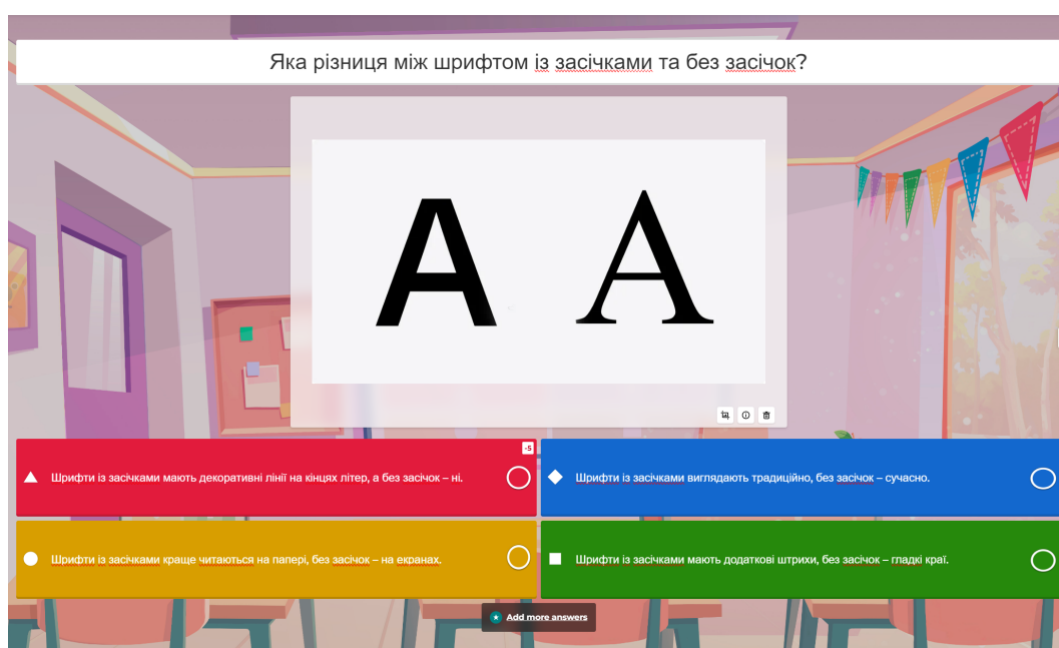 Яка різниця між шрифтом із засічками та без засічок?
A A
-5
Шрифти із засічками мають декоративні лінії на кінцях літер, а без засічок – ні.
Шрифти із засічками виглядають традиційно, без засічок – сучасно.
Шрифти із засічками краще читаються на папері, без засічок – на екранах.
Шрифти із засічками мають додаткові штрихи, без засічок – гладкі краї.
Add more answers